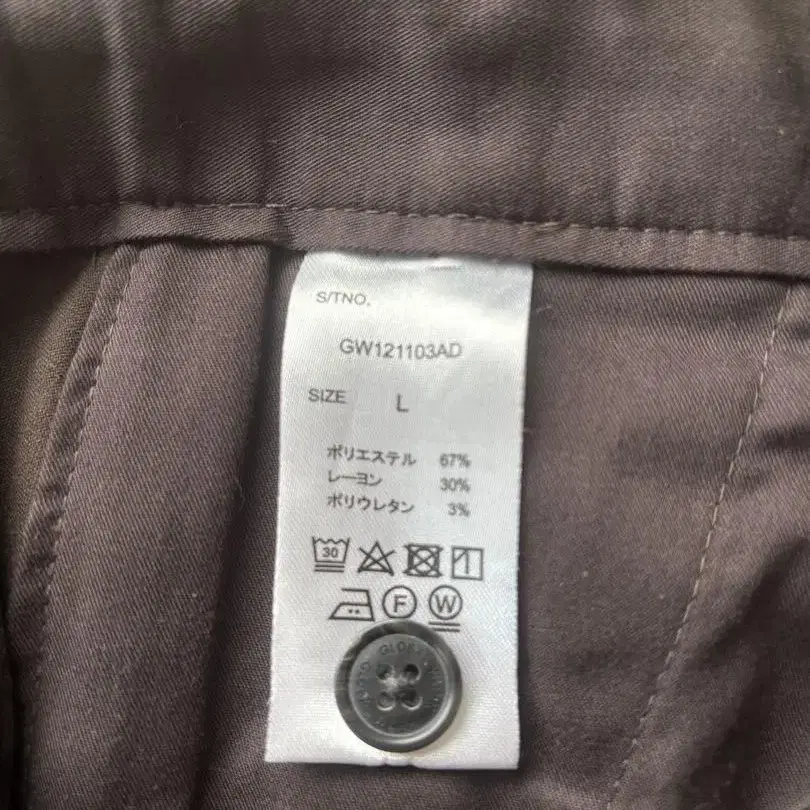 S/TNO.
GW121103AD
SIZE L
ポリエステル 67%
レーヨン 30%
ポリウレタン 3%
30
F W